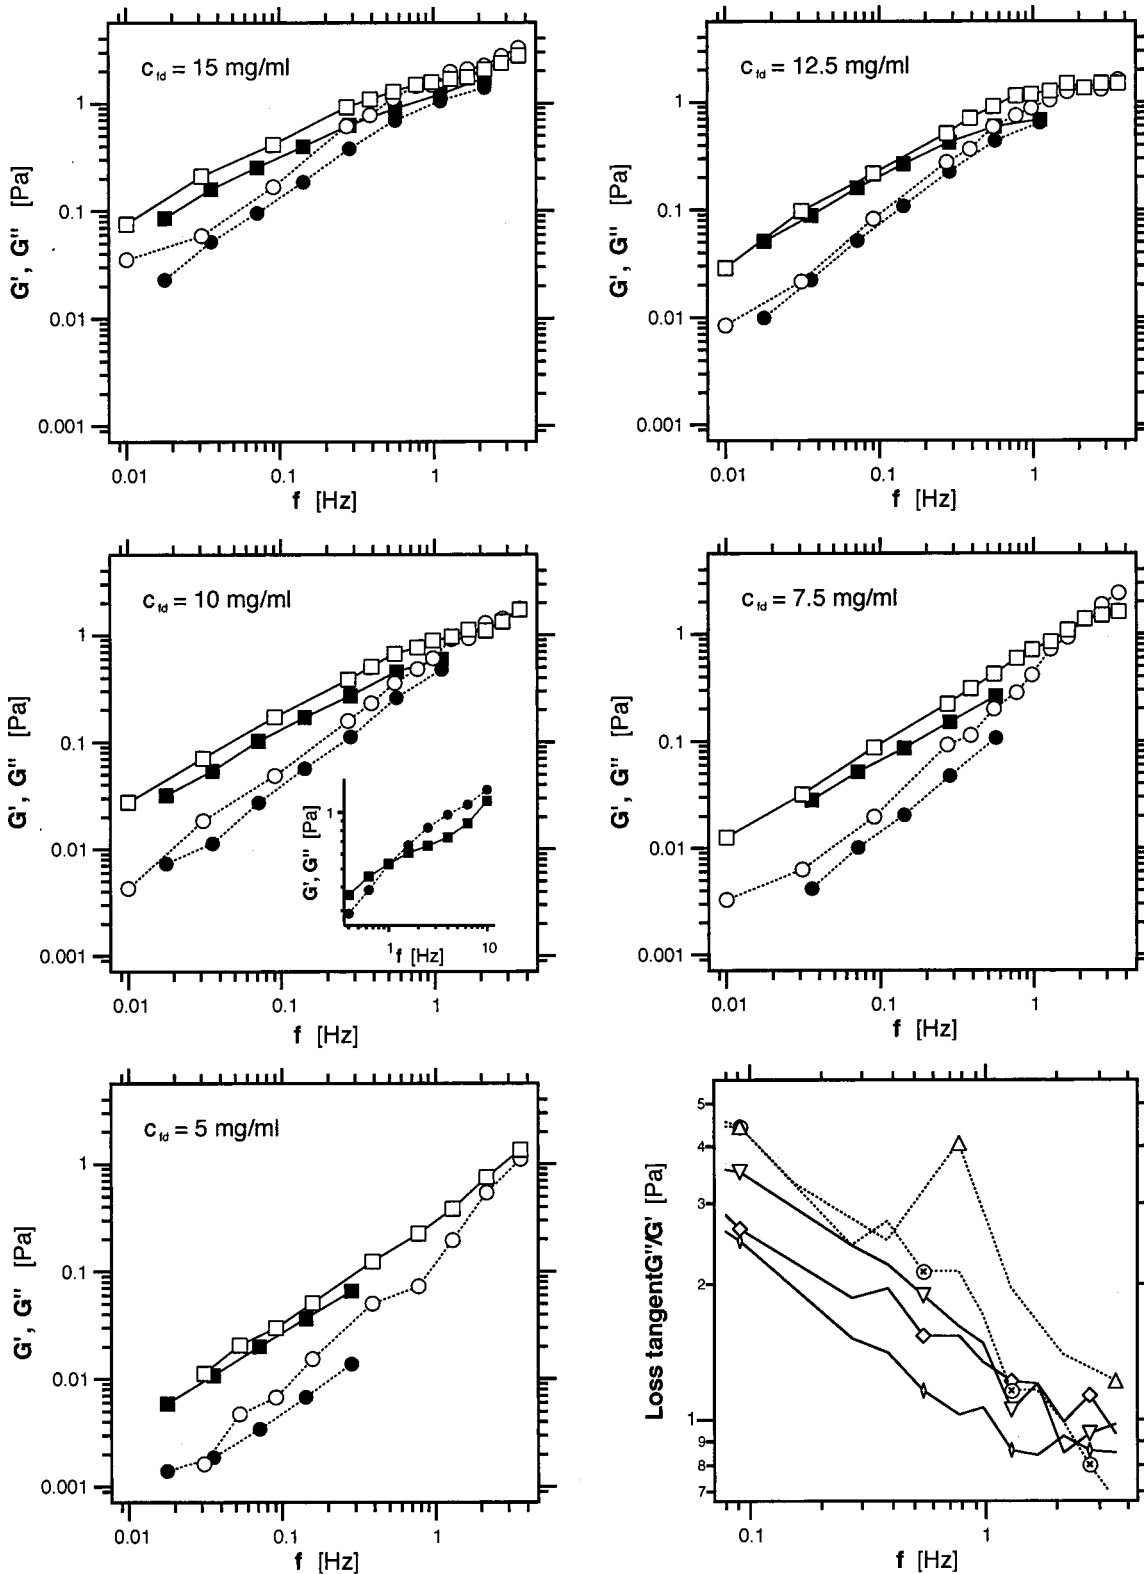 c fd = 15 mg/ml
1
0.1
0.01
0.001
G', G" [Pa]
0.01 0.1 1
f [Hz]
c fd = 12.5 mg/ml
1
0.1
0.01
0.001
G', G" [Pa]
0.01 0.1 1
f [Hz]
c fd = 10 mg/ml
1
0.1
0.01
0.001
G', G" [Pa]
0.01 0.1 1
f [Hz]
1
G', G" [Pa]
1 10
f [Hz]
c fd = 7.5 mg/ml
1
0.1
0.01
0.001
G', G" [Pa]
0.01 0.1 1
f [Hz]
c fd = 5 mg/ml
1
0.1
0.01
0.001
G', G" [Pa]
0.01 0.1 1
f [Hz]
5
4
3
2
1
9
8
7
Loss tangentG"/G' [Pa]
0.1 1
f [Hz]